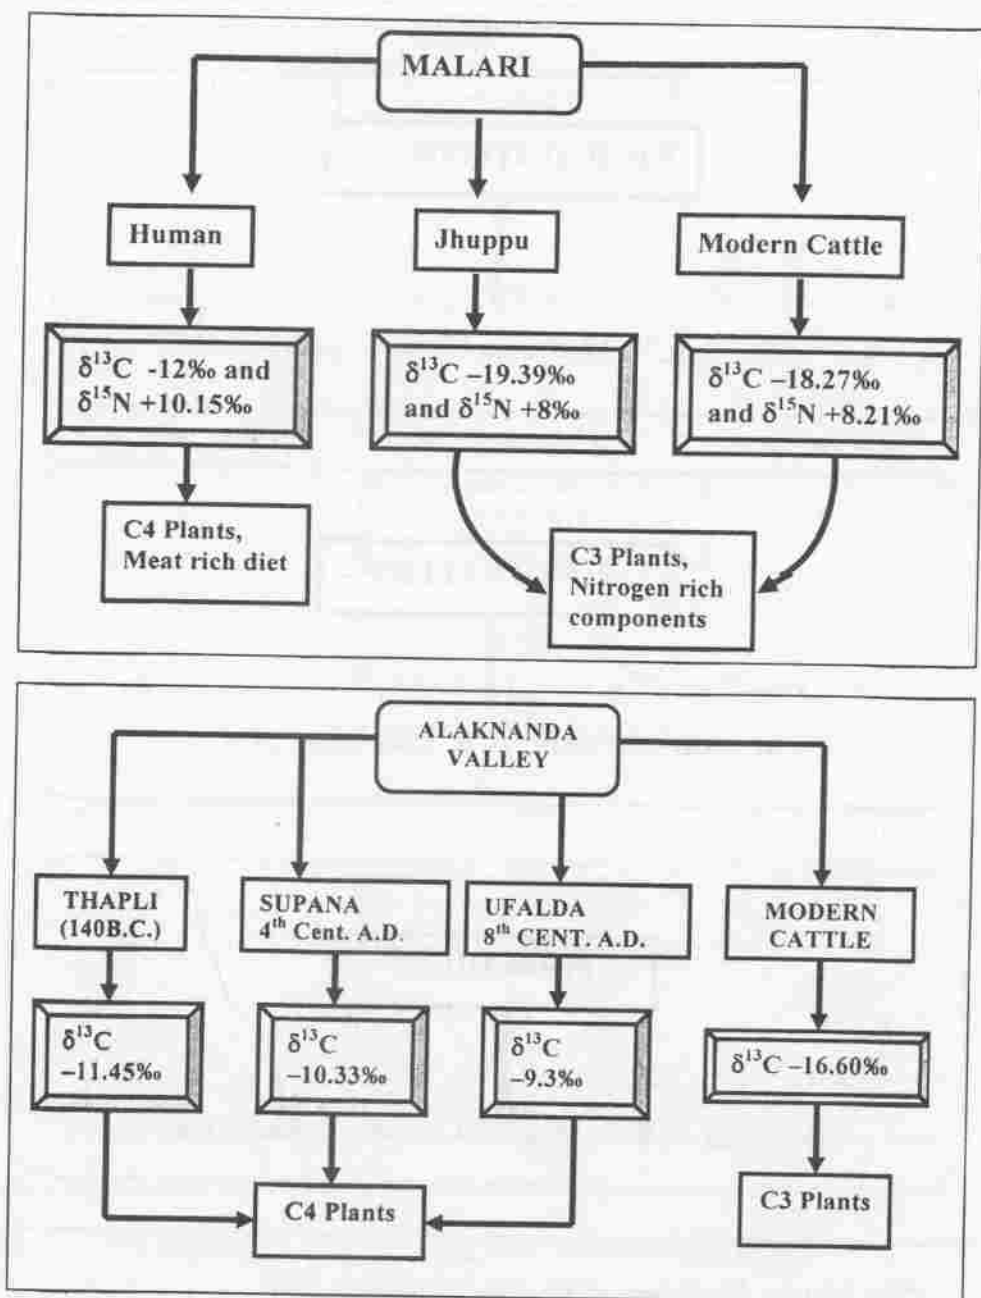 MALARI
Human
Jhuppu
Modern Cattle
δ¹³C -12‰ and
δ¹⁵N +10.15‰
δ¹³C –19.39‰
and δ¹⁵N +8‰
δ¹³C –18.27‰
and δ¹⁵N +8.21‰
C4 Plants,
Meat rich diet
C3 Plants,
Nitrogen rich
components
ALAKNANDA
VALLEY
THAPLI
(140B.C.)
SUPANA
4th Cent. A.D.
UFALDA
8th CENT. A.D.
MODERN
CATTLE
δ¹³C
–11.45‰
δ¹³C
–10.33‰
δ¹³C
–9.3‰
δ¹³C –16.60‰
C4 Plants
C3 Plants